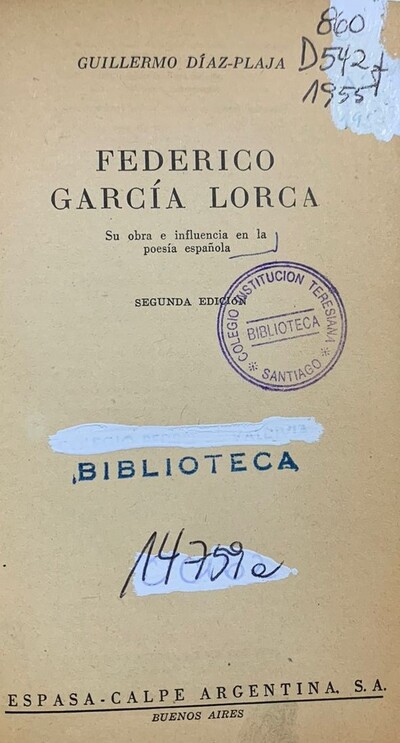 860
D542f
1955
GUILLERMO DÍAZ-PLAJA
FEDERICO
GARCÍA LORCA
Su obra e influencia en la
poesía española
SEGUNDA EDICIÓN
COLEGIO INSTITUCION TERESIANA
BIBLIOTECA
SANTIAGO
BIBLIOTECA
14759a
ESPASA-CALPE ARGENTINA, S. A.
BUENOS AIRES